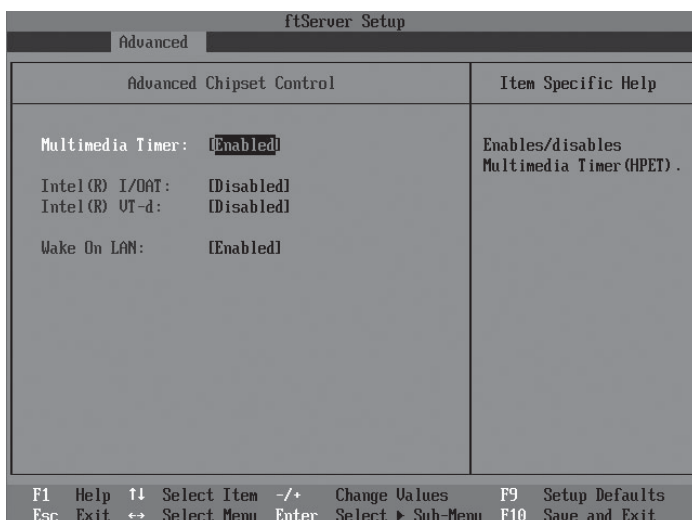 ftServer Setup
Advanced
Advanced Chipset Control
Item Specific Help
Multimedia Timer: [Enabled]
Intel(R) I/OAT: [Disabled]
Intel(R) VT-d: [Disabled]
Wake On LAN: [Enabled]
Enables/disables
Multimedia Timer(HPET).
F1 Help ↑↓ Select Item -/+ Change Values F9 Setup Defaults
Esc Exit ↔ Select Menu Enter Select ▶ Sub-Menu F10 Save and Exit